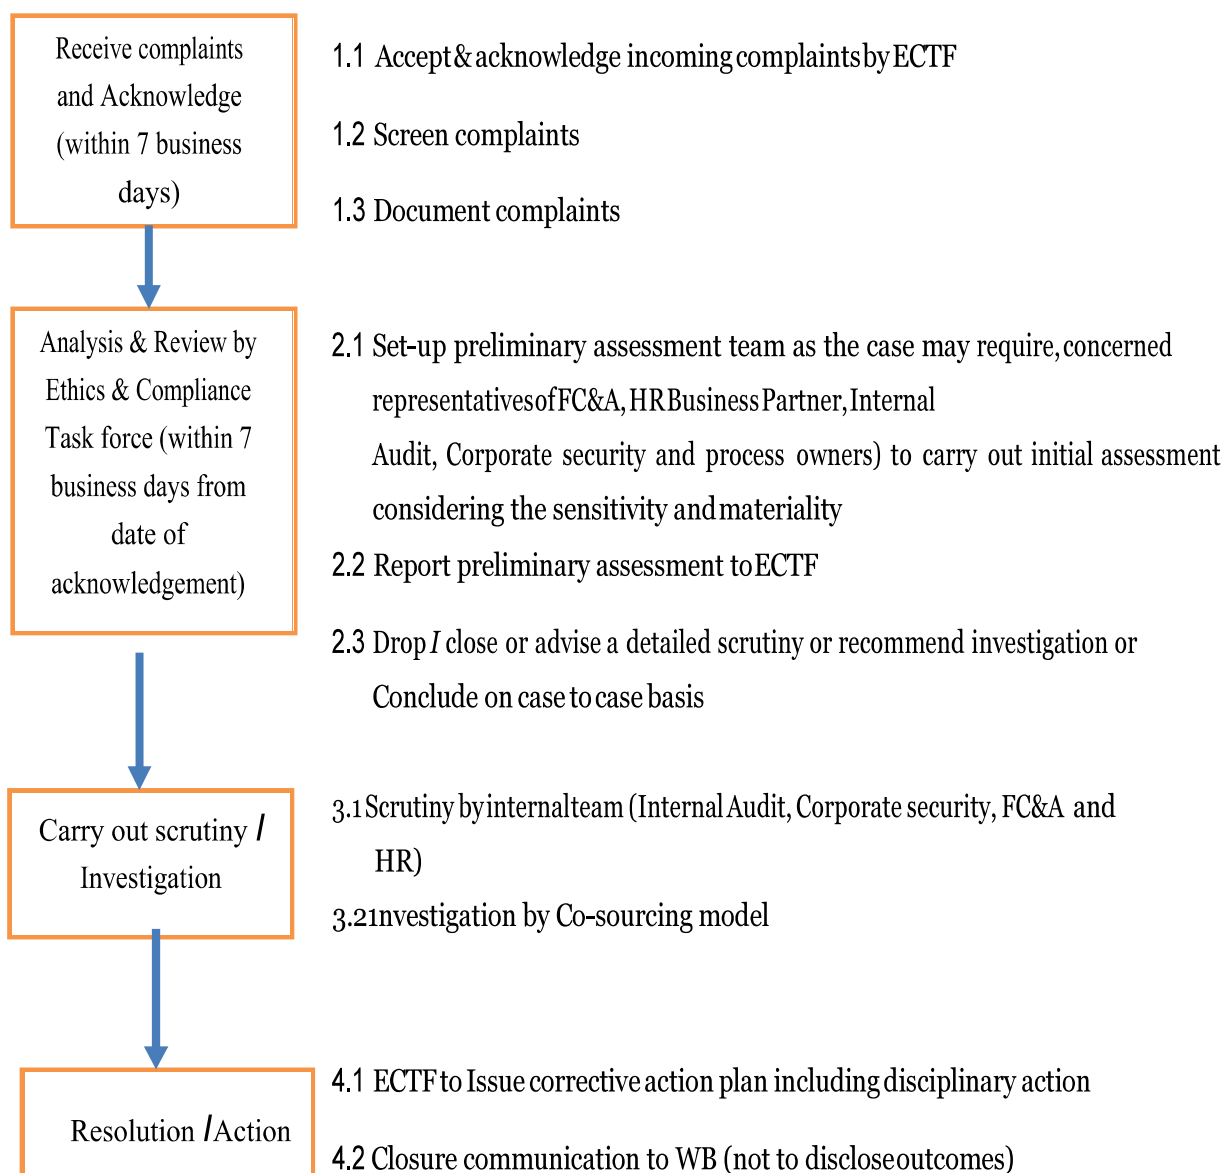 Receive complaints
and Acknowledge
(within 7 business
days)
1.1 Accept & acknowledge incoming complaints by ECTF
1.2 Screen complaints
1.3 Document complaints
Analysis & Review by
Ethics & Compliance
Task force (within 7
business days from
date of
acknowledgement)
2.1 Set-up preliminary assessment team as the case may require, concerned
representatives of FC&A, HR Business Partner, Internal
Audit, Corporate security and process owners) to carry out initial assessment
considering the sensitivity and materiality
2.2 Report preliminary assessment to ECTF
2.3 Drop I close or advise a detailed scrutiny or recommend investigation or
Conclude on case to case basis
Carry out scrutiny I
Investigation
3.1 Scrutiny by internal team (Internal Audit, Corporate security, FC&A and
HR)
3.21nvestigation by Co-sourcing model
Resolution I Action
4.1 ECTF to Issue corrective action plan including disciplinary action
4.2 Closure communication to WB (not to disclose outcomes)